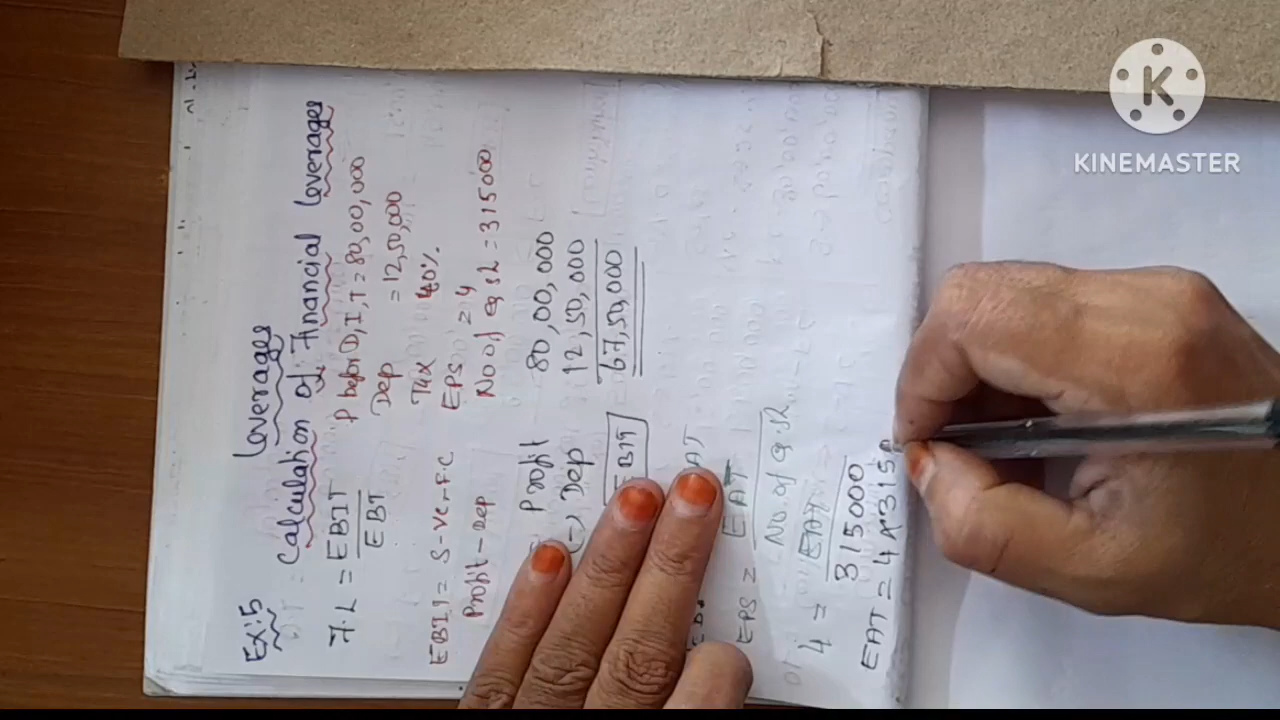 Leverages
Ex:5 Calculation of Financial Leverages
F.L = EBIT
EBT
P before D, I, T = 80,00,000
Dep = 12,50,000
Tax 40%
EPS = 4
No of eq.sh = 315000
EBIT = S-VC-FC
Profit - Dep
Profit 80,00,000
(-) Dep 12,50,000
EBIT 67,50,000
EPS = EAT
No. of eq.sh
4 = EAT
315000
EAT = 4 x 315
KINEMASTER